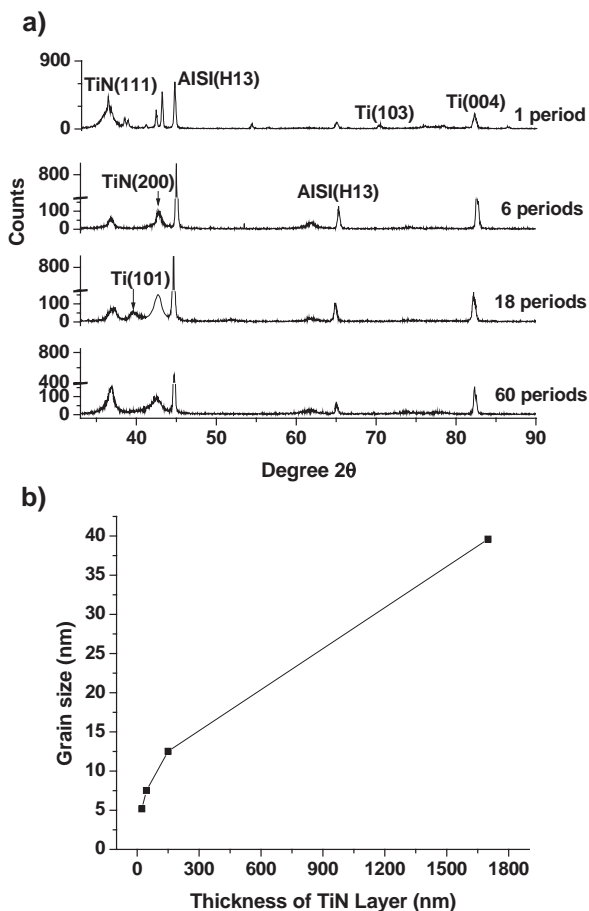 a)
900
TiN(111)
AISI(H13)
Ti(103)
Ti(004)
1 period
0
800
TiN(200)
AISI(H13)
6 periods
100
0
Counts
800
Ti(101)
18 periods
100
0
800
400
60 periods
100
0
40 50 60 70 80 90
Degree 2θ
b)
40
35
30
25
20
15
10
5
0
Grain size (nm)
0 300 600 900 1200 1500 1800
Thickness of TiN Layer (nm)